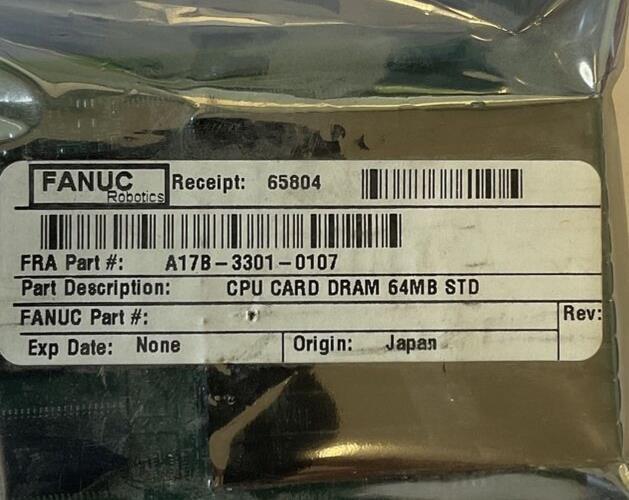 FANUC Robotics Receipt: 65804
FRA Part #: A17B-3301-0107
Part Description: CPU CARD DRAM 64MB STD
FANUC Part #: Rev:
Exp Date: None Origin: Japan